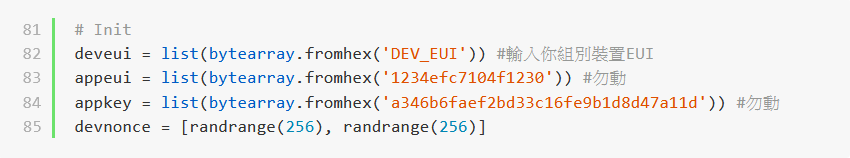 81 # Init
82 deveui = list(bytearray.fromhex('DEV_EUI')) #輸入你組別裝置EUI
83 appeui = list(bytearray.fromhex('1234efc7104f1230')) #勿動
84 appkey = list(bytearray.fromhex('a346b6faef2bd33c16fe9b1d8d47a11d')) #勿動
85 devnonce = [randrange(256), randrange(256)]